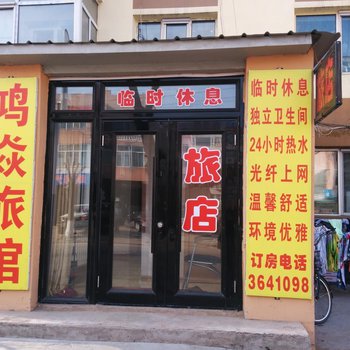 鸿焱旅馆
临时休息
旅店
临时休息
独立卫生间
24小时热水
光纤上网
温馨舒适
环境优雅
订房电话
3641098